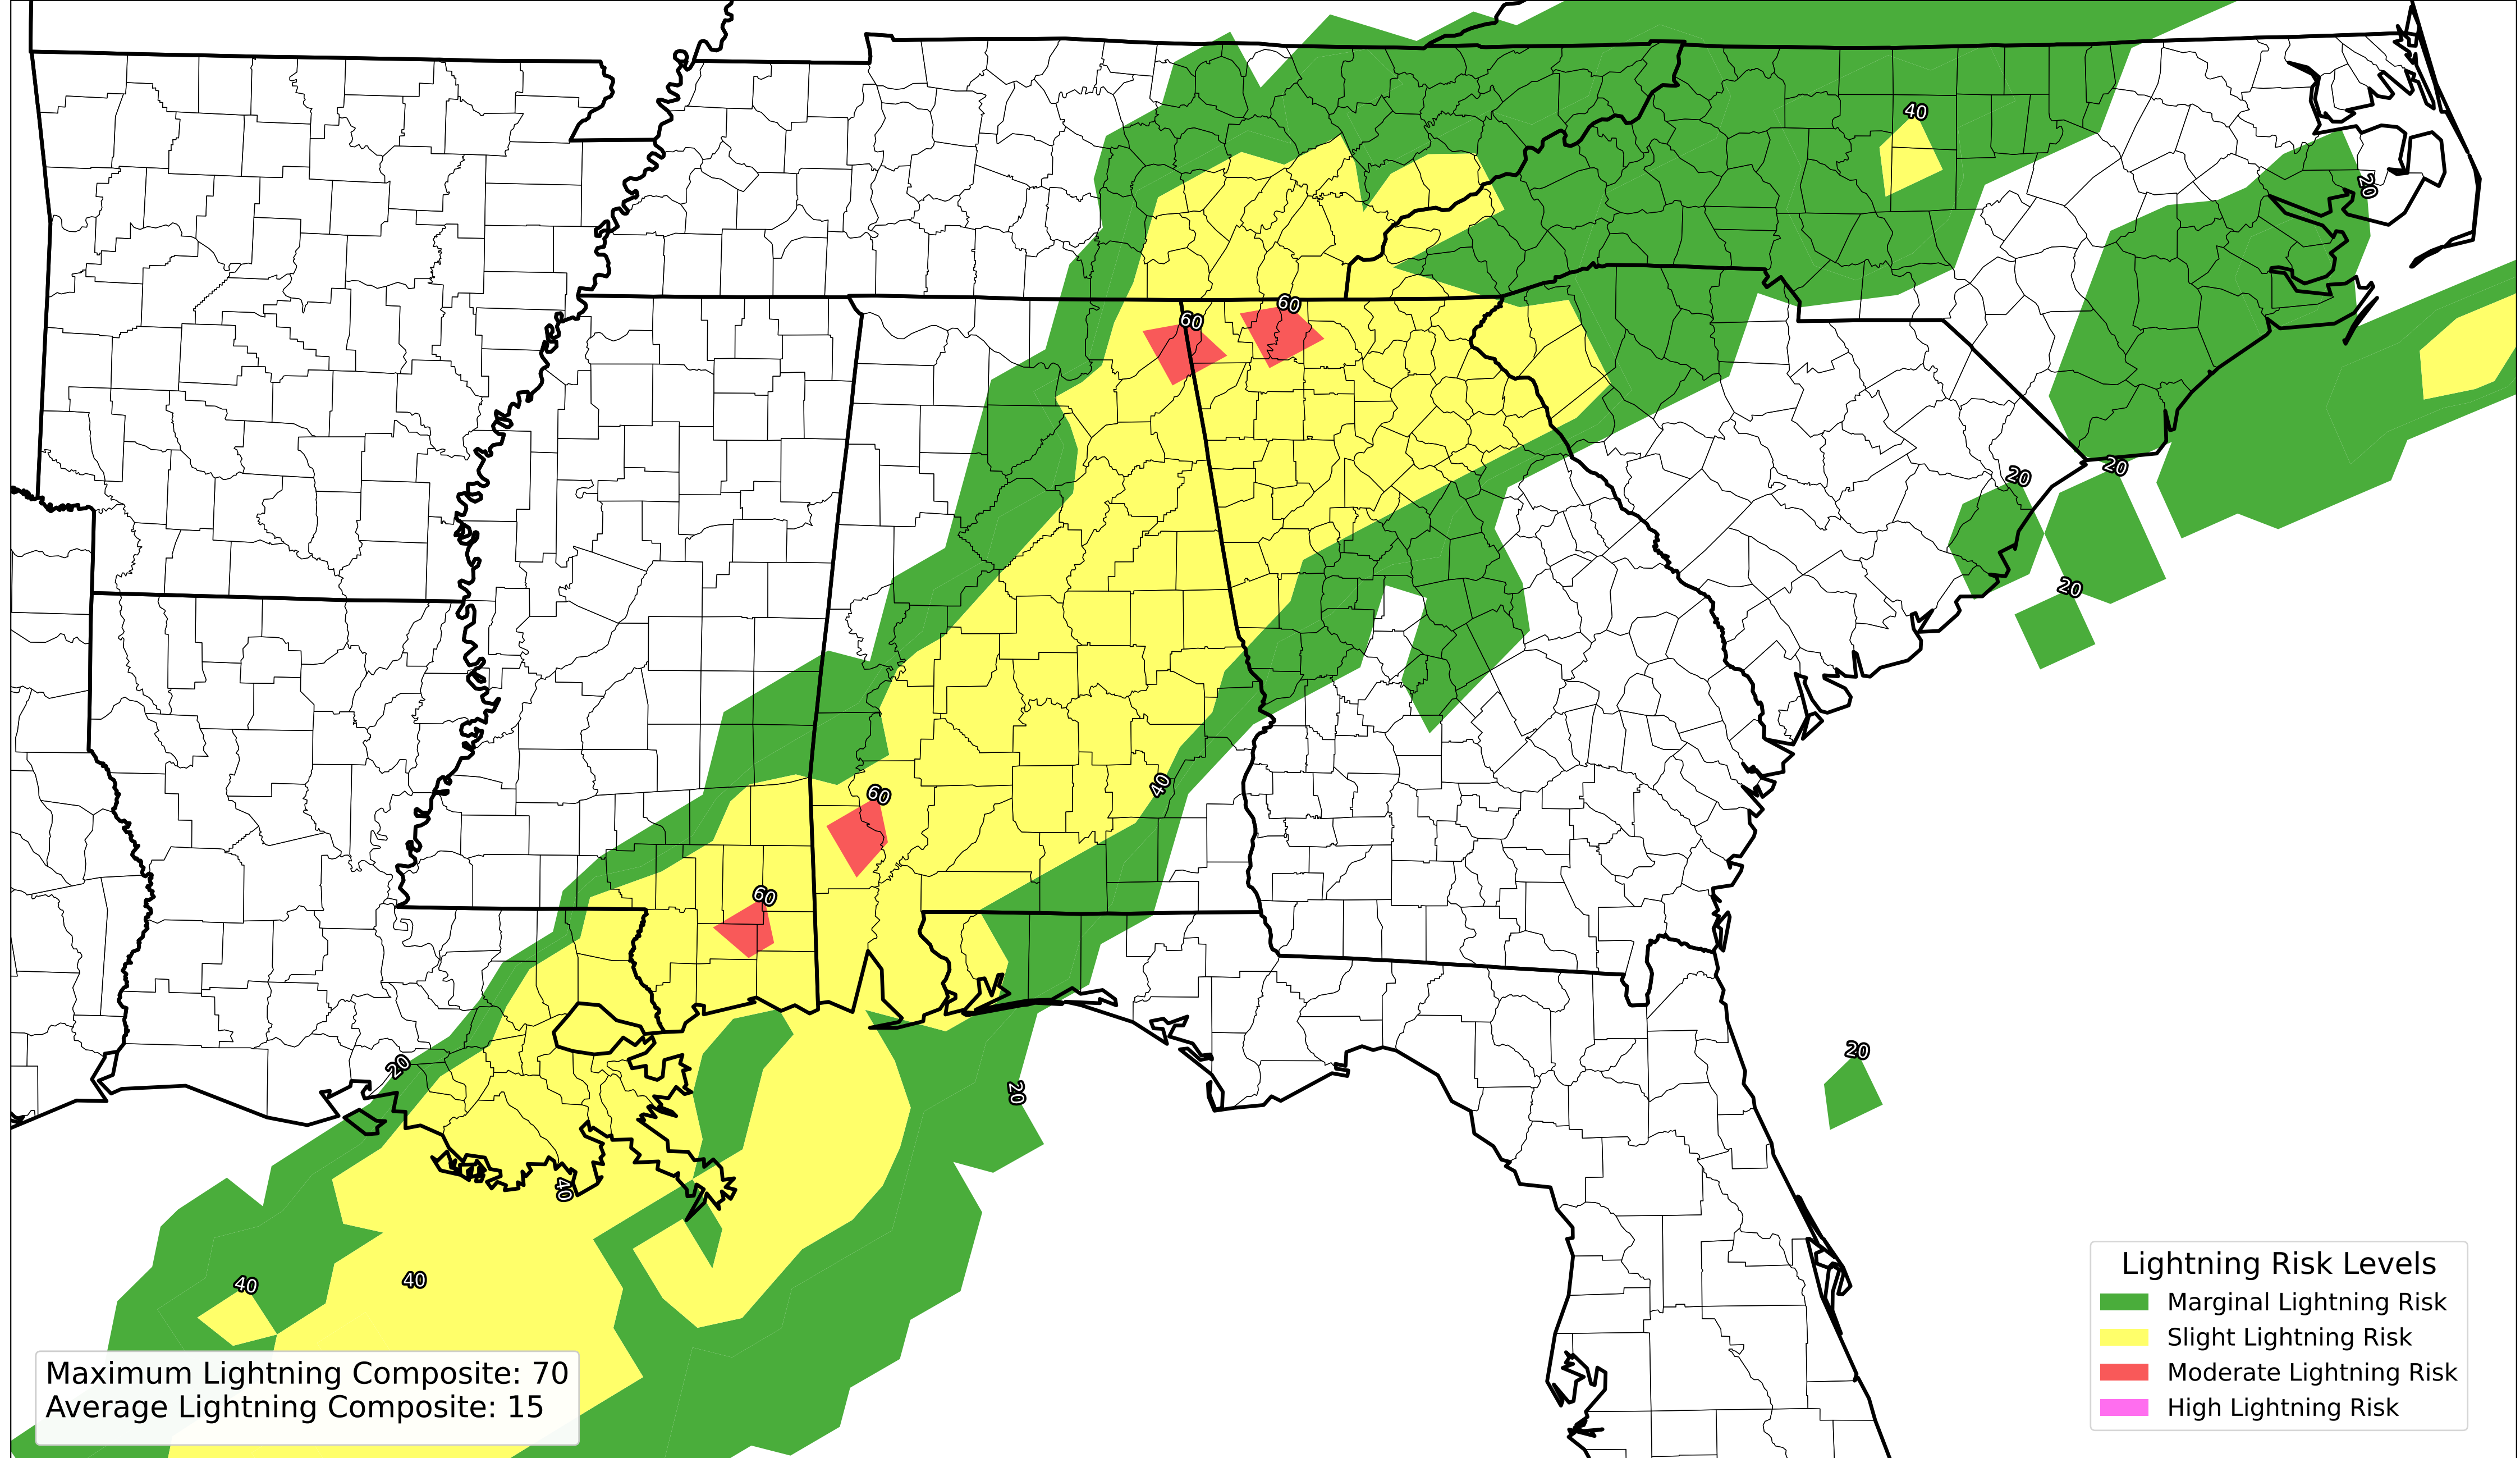 40
20
60
60
20
20
20
40
60
60
20
20
20
40
40
40
Maximum Lightning Composite: 70
Average Lightning Composite: 15
Lightning Risk Levels
Marginal Lightning Risk
Slight Lightning Risk
Moderate Lightning Risk
High Lightning Risk